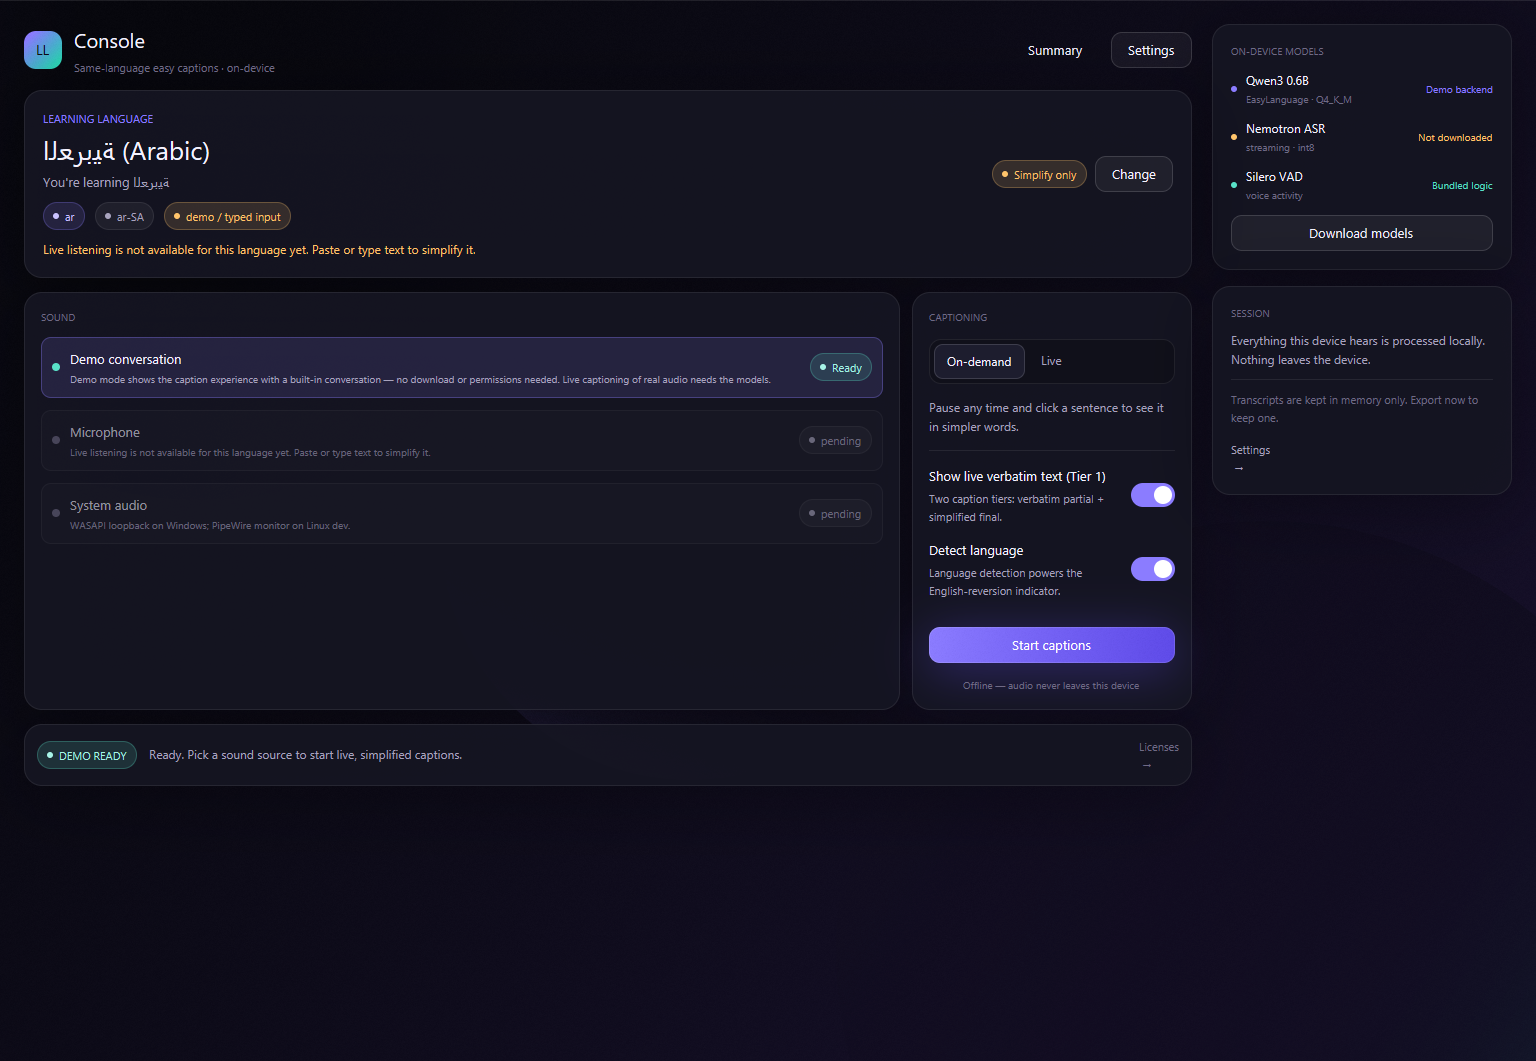 LL
Console
Same-language easy captions · on-device
Summary
Settings
LEARNING LANGUAGE
ةيبرعلا (Arabic)
You're learning ةيبرعلا
ar
ar-SA
demo / typed input
Live listening is not available for this language yet. Paste or type text to simplify it.
Simplify only
Change
SOUND
Demo conversation
Demo mode shows the caption experience with a built-in conversation — no download or permissions needed. Live captioning of real audio needs the models.
Ready
Microphone
Live listening is not available for this language yet. Paste or type text to simplify it.
pending
System audio
WASAPI loopback on Windows; PipeWire monitor on Linux dev.
pending
CAPTIONING
On-demand
Live
Pause any time and click a sentence to see it
in simpler words.
Show live verbatim text (Tier 1)
Two caption tiers: verbatim partial +
simplified final.
Detect language
Language detection powers the
English-reversion indicator.
Start captions
Offline — audio never leaves this device
DEMO READY
Ready. Pick a sound source to start live, simplified captions.
Licenses
→
ON-DEVICE MODELS
Qwen3 0.6B
EasyLanguage · Q4_K_M
Demo backend
Nemotron ASR
streaming · int8
Not downloaded
Silero VAD
voice activity
Bundled logic
Download models
SESSION
Everything this device hears is processed locally.
Nothing leaves the device.
Transcripts are kept in memory only. Export now to
keep one.
Settings
→